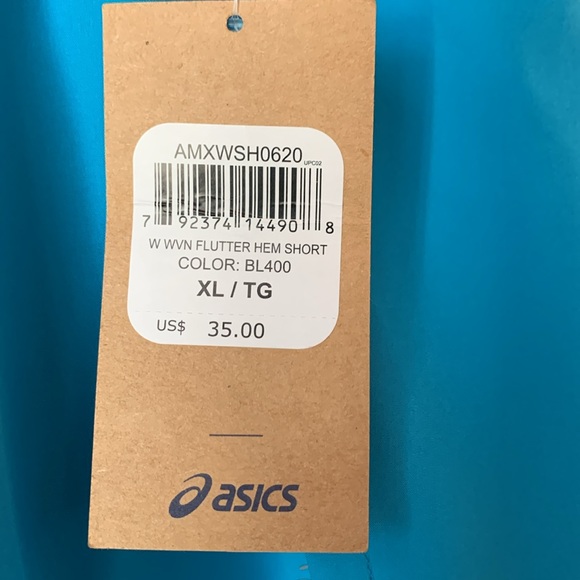 AMXWSH0620
UPC02
7 92374 14490 8
W WVN FLUTTER HEM SHORT
COLOR: BL400
XL / TG
US$ 35.00
asics